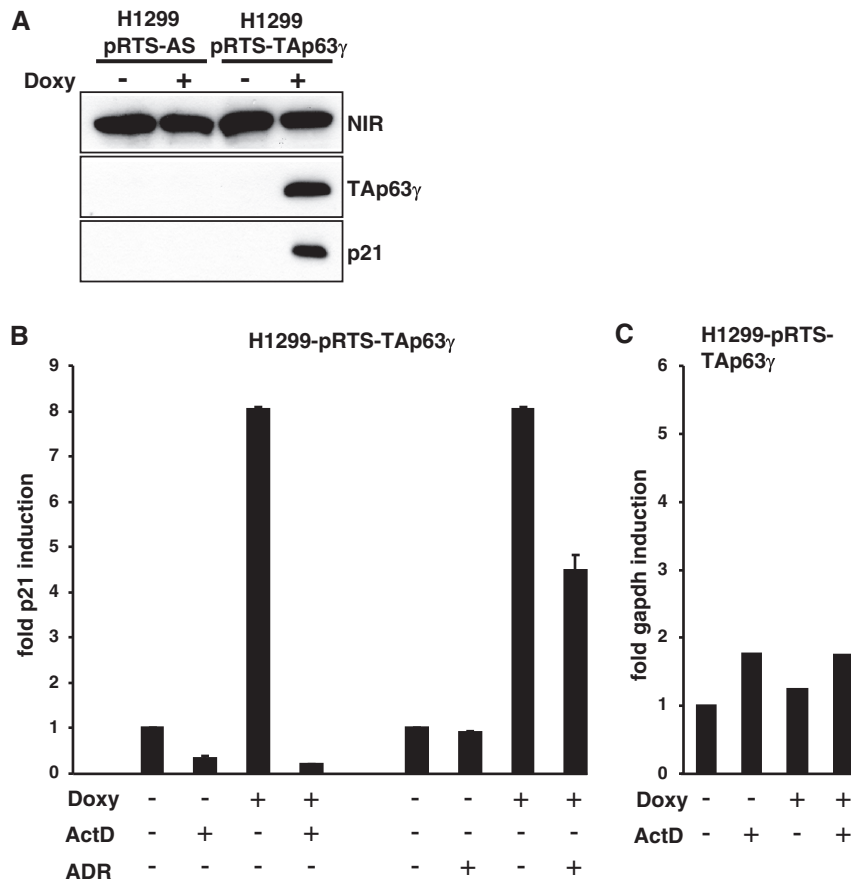 A
H1299 H1299
pRTS-AS pRTS-TAp63γ
Doxy - + - +
NIR
TAp63γ
p21
B
H1299-pRTS-TAp63γ
fold p21 induction
9
8
7
6
5
4
3
2
1
0
Doxy - - + + - - + +
ActD - + - + - - - -
ADR - - - - - + - +
C
H1299-pRTS-
TAp63γ
fold gapdh induction
6
5
4
3
2
1
0
Doxy - - + +
ActD - + - +